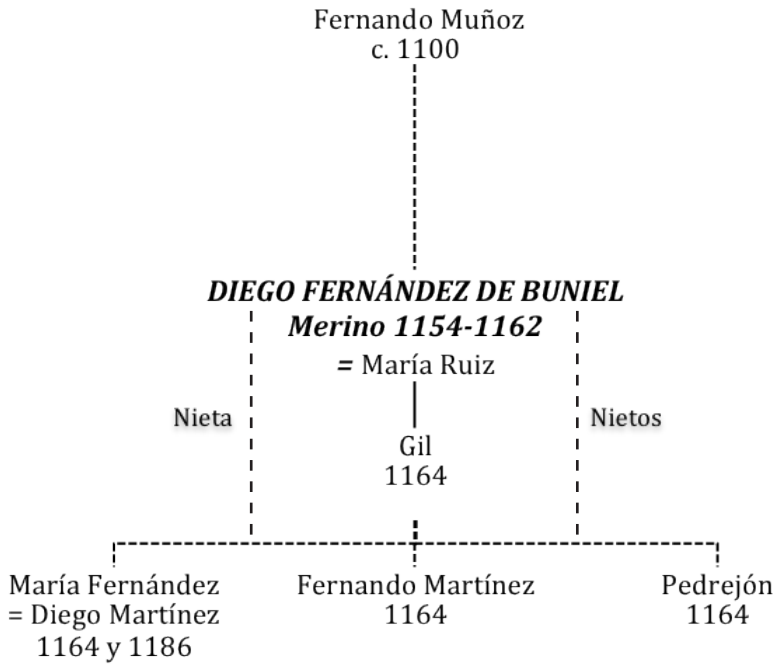 Fernando Muñoz
c. 1100
DIEGO FERNÁNDEZ DE BUNIEL
Merino 1154-1162
= María Ruiz
Nieta
Nietos
Gil
1164
María Fernández
= Diego Martínez
1164 y 1186
Fernando Martínez
1164
Pedrejón
1164